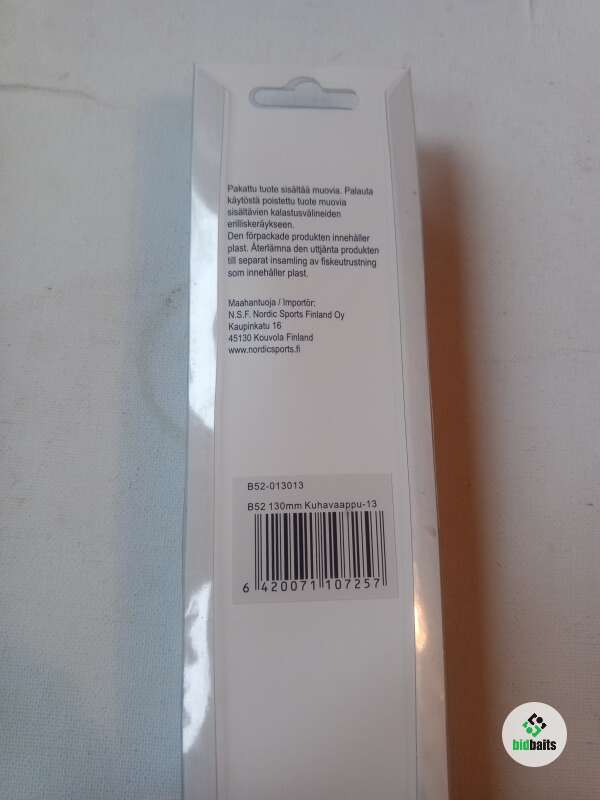 Pakattu tuote sisältää muovia. Palauta
käytöstä poistettu tuote muovia
sisältävien kalastusvälineiden
erilliskeräykseen.
Den förpackade produkten innehåller
plast. Återlämna den uttjänta produkten
till separat insamling av fiskeutrustning
som innehåller plast.
Maahantuoja / Importör:
N.S.F. Nordic Sports Finland Oy
Kaupinkatu 16
45130 Kouvola Finland
www.nordicsports.fi
B52-013013
B52 130mm Kuhavaappu-13
6 420071 107257
bidbaits